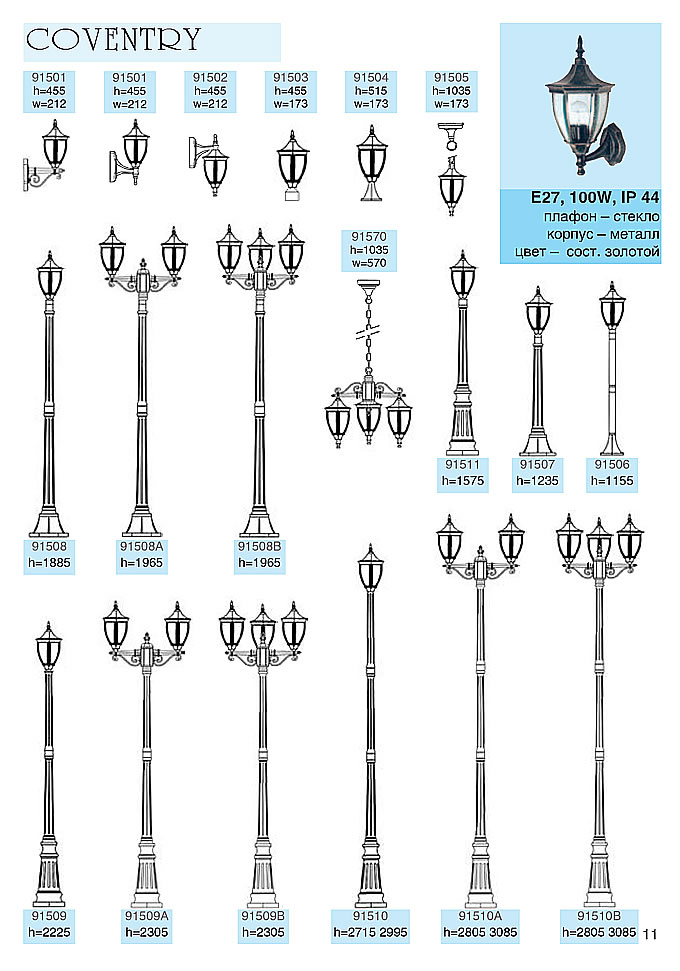 COVENTRY
91501
h=455
w=212
91501
h=455
w=212
91502
h=455
w=212
91503
h=455
w=173
91504
h=515
w=173
91505
h=1035
w=173
E27, 100W, IP 44
плафон – стекло
корпус – металл
цвет – сост. золотой
91570
h=1035
w=570
91511
h=1575
91507
h=1235
91506
h=1155
91508
h=1885
91508A
h=1965
91508B
h=1965
91509
h=2225
91509A
h=2305
91509B
h=2305
91510
h=2715 2995
91510A
h=2805 3085
91510B
h=2805 3085
11